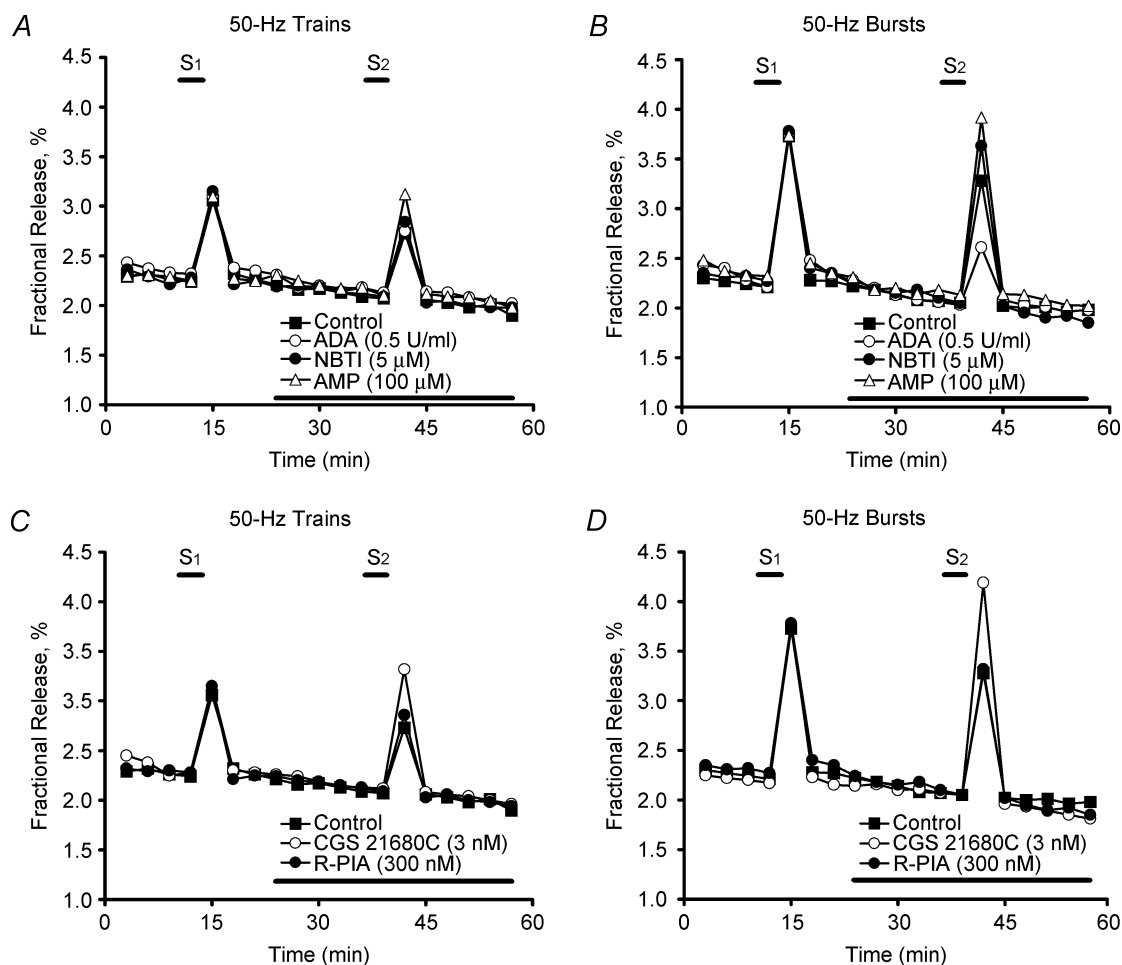 A
50-Hz Trains
S1
S2
4.5
4.0
3.5
3.0
2.5
2.0
1.5
1.0
Fractional Release, %
Control
ADA (0.5 U/ml)
NBTI (5 μM)
AMP (100 μM)
0
15
30
45
60
Time (min)
B
50-Hz Bursts
S1
S2
4.5
4.0
3.5
3.0
2.5
2.0
1.5
1.0
Fractional Release, %
Control
ADA (0.5 U/ml)
NBTI (5 μM)
AMP (100 μM)
0
15
30
45
60
Time (min)
C
50-Hz Trains
S1
S2
4.5
4.0
3.5
3.0
2.5
2.0
1.5
1.0
Fractional Release, %
Control
CGS 21680C (3 nM)
R-PIA (300 nM)
0
15
30
45
60
Time (min)
D
50-Hz Bursts
S1
S2
4.5
4.0
3.5
3.0
2.5
2.0
1.5
1.0
Fractional Release, %
Control
CGS 21680C (3 nM)
R-PIA (300 nM)
0
15
30
45
60
Time (min)